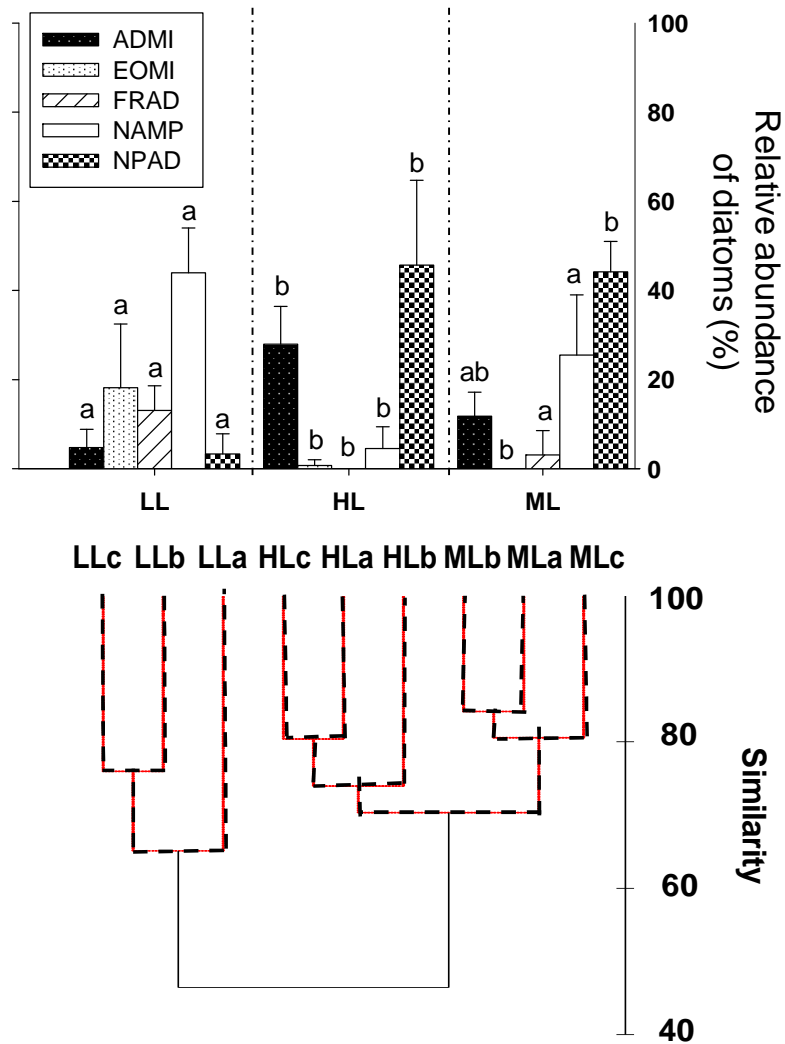 ADMI
EOMI
FRAD
NAMP
NPAD
100
80
60
40
20
0
Relative abundance
of diatoms (%)
a
a
a
a
a
b
b
b
b
b
ab
b
a
a
b
LL
HL
ML
LLc LLb LLa HLc HLa HLb MLb MLa MLc
100
80
60
40
Similarity